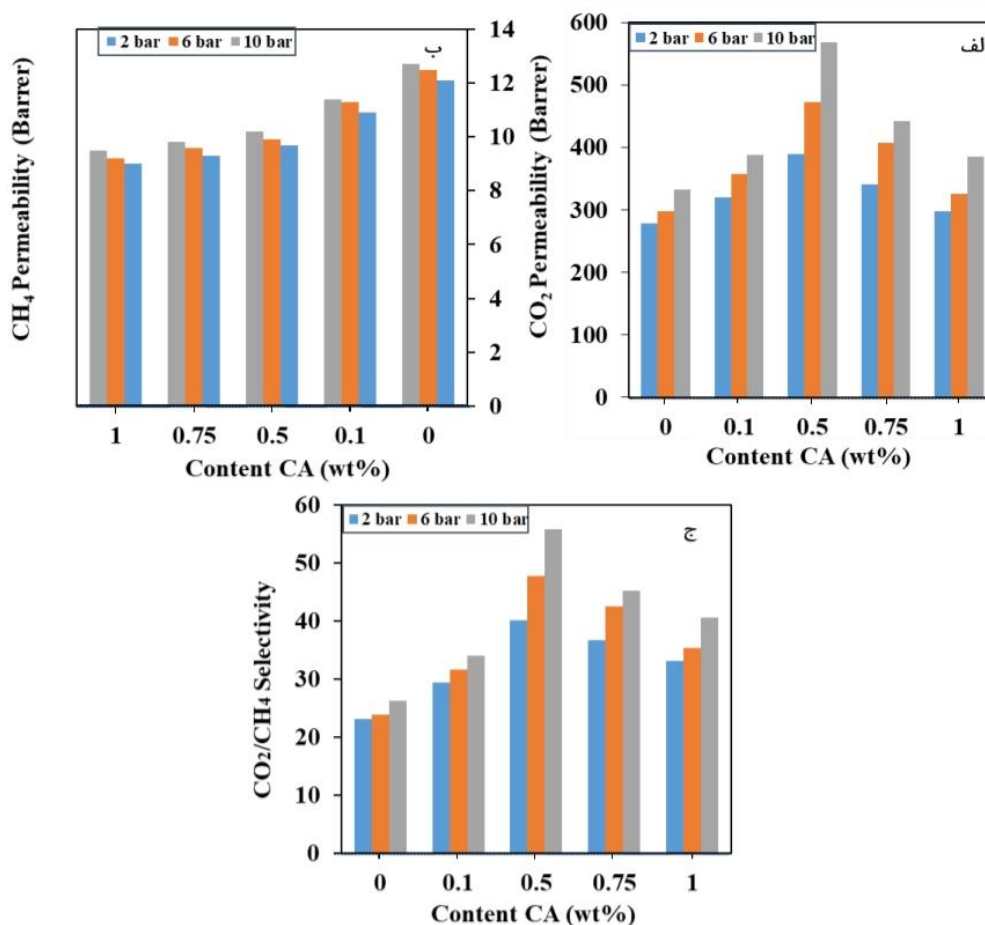 2 bar 6 bar 10 bar
ب
CH₄ Permeability (Barrer)
14
12
10
8
6
4
2
0
1 0.75 0.5 0.1 0
Content CA (wt%)
2 bar 6 bar 10 bar
الف
CO₂ Permeability (Barrer)
600
500
400
300
200
100
0
0 0.1 0.5 0.75 1
Content CA (wt%)
2 bar 6 bar 10 bar
ج
CO₂/CH4 Selectivity
60
50
40
30
20
10
0
0 0.1 0.5 0.75 1
Content CA (wt%)